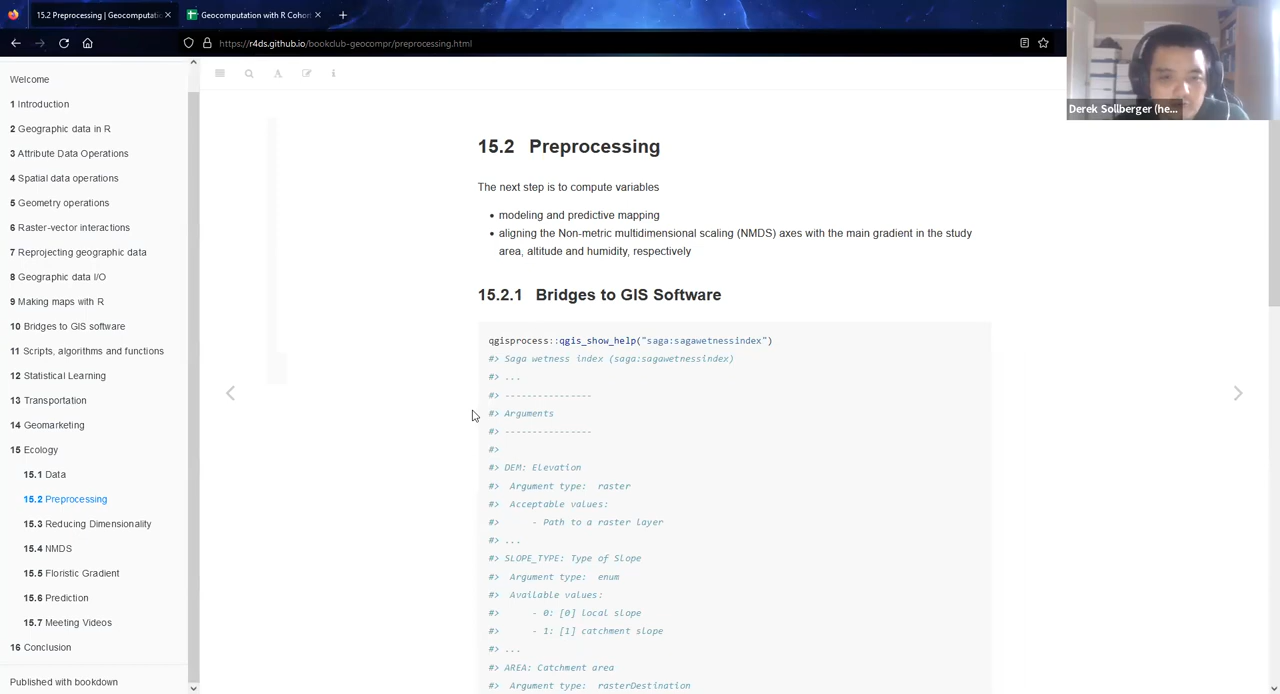 15.2 Preprocessing | Geocomputatio
Geocomputation with R Cohor
https://r4ds.github.io/bookclub-geocompr/preprocessing.html
Derek Sollberger (he...
Welcome
1 Introduction
2 Geographic data in R
3 Attribute Data Operations
4 Spatial data operations
5 Geometry operations
6 Raster-vector interactions
7 Reprojecting geographic data
8 Geographic data I/O
9 Making maps with R
10 Bridges to GIS software
11 Scripts, algorithms and functions
12 Statistical Learning
13 Transportation
14 Geomarketing
15 Ecology
15.1 Data
15.2 Preprocessing
15.3 Reducing Dimensionality
15.4 NMDS
15.5 Floristic Gradient
15.6 Prediction
15.7 Meeting Videos
16 Conclusion
Published with bookdown
15.2 Preprocessing
The next step is to compute variables
• modeling and predictive mapping
• aligning the Non-metric multidimensional scaling (NMDS) axes with the main gradient in the study
area, altitude and humidity, respectively
15.2.1 Bridges to GIS Software
qgisprocess::qgis_show_help("saga:sagawetnessindex")
#> Saga wetness index (saga:sagawetnessindex)
#> ...
#> ----------------
#> Arguments
#> ----------------
#>
#> DEM: Elevation
#> Argument type: raster
#> Acceptable values:
#> - Path to a raster layer
#> ...
#> SLOPE_TYPE: Type of Slope
#> Argument type: enum
#> Available values:
#> - 0: [0] local slope
#> - 1: [1] catchment slope
#> ...
#> AREA: Catchment area
#> Argument type: rasterDestination